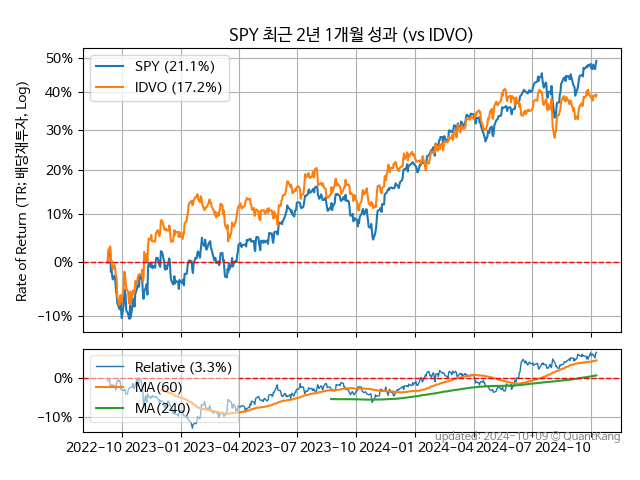 SPY 최근 2년 1개월 성과 (vs IDVO)
Rate of Return (TR; 배당재투자, Log)
50%
40%
30%
20%
10%
0%
−10%
SPY (21.1%)
IDVO (17.2%)
0%
−10%
Relative (3.3%)
MA(60)
MA(240)
2022-10 2023-01 2023-04 2023-07 2023-10 2024-01 2024-04 2024-07 2024-10
updated: 2024-10-09 © QuantKang